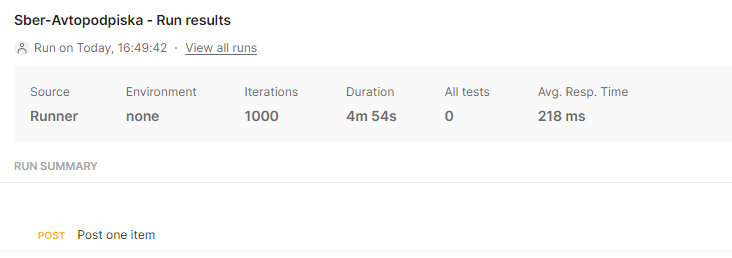 Sber-Avtopodpiska - Run results
Run on Today, 16:49:42 · View all runs
Source Environment Iterations Duration All tests Avg. Resp. Time
Runner none 1000 4m 54s 0 218 ms
RUN SUMMARY
POST Post one item